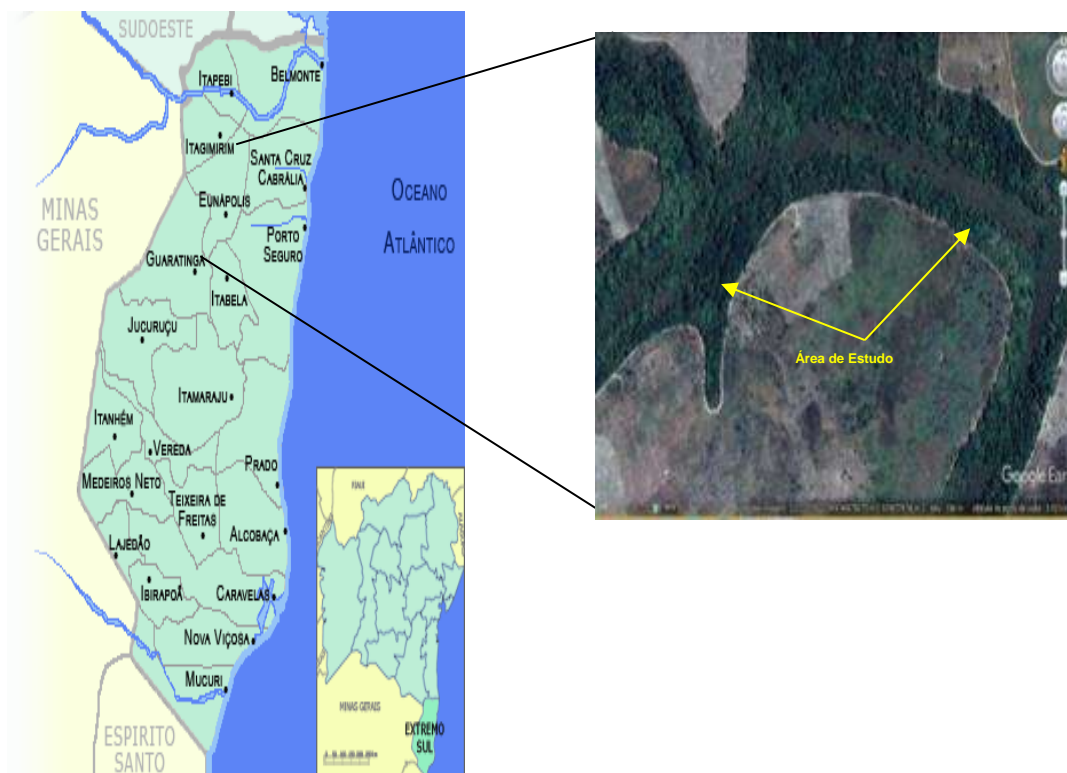 SUDOESTE
BELMONTE
ITAPEBI
ITAGIMIRIM
SANTA CRUZ
CABRÁLIA
OCEANO
ATLÂNTICO
MINAS
GERAIS
EUNÁPOLIS
PORTO
SEGURO
GUARATINGA
ITABELA
JUCURUÇU
ITAMARAJU
ITANHÉM
VEREDA
PRADO
MEDEIROS NETO
TEIXEIRA DE
FREITAS
ALCOBAÇA
LAJEDÃO
IBIRAPOÃ
CARAVELAS
NOVA VIÇOSA
MUCURI
ESPIRITO
SANTO
MINAS GERAIS
EXTREMO
SUL
Área de Estudo
Google Ear